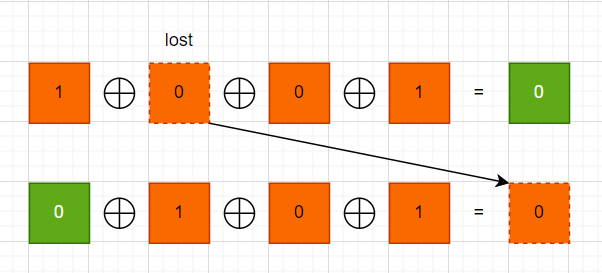 lost
1 ⊕ 0 ⊕ 0 ⊕ 1 = 0
0 ⊕ 1 ⊕ 0 ⊕ 1 = 0